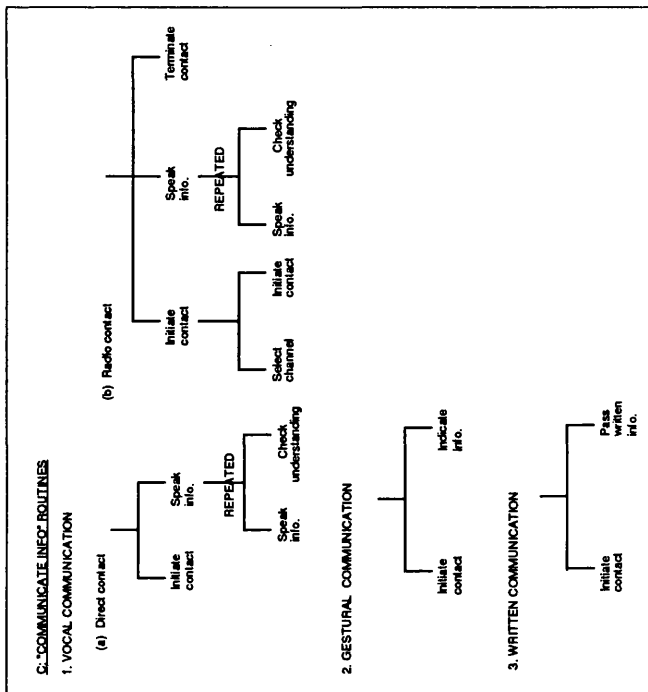 C: "COMMUNICATE INFO" ROUTINES
1. VOCAL COMMUNICATION
(a) Direct contact
Initiate
contact
Speak
info.
REPEATED
Speak
info.
Check
understanding
(b) Radio contact
Initiate
contact
Speak
info.
Terminate
contact
REPEATED
Select
channel
Initiate
contact
Speak
info.
Check
understanding
2. GESTURAL COMMUNICATION
Initiate
contact
Indicate
info.
3. WRITTEN COMMUNICATION
Initiate
contact
Pass
written
info.